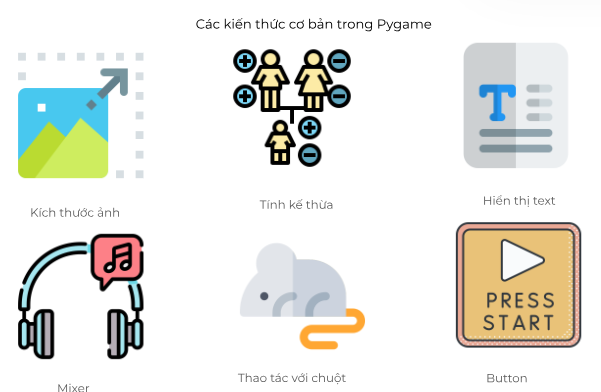 Các kiến thức cơ bản trong Pygame
Kích thước ảnh
Tính kế thừa
T
Hiển thị text
Mixer
Thao tác với chuột
PRESS
START
Button